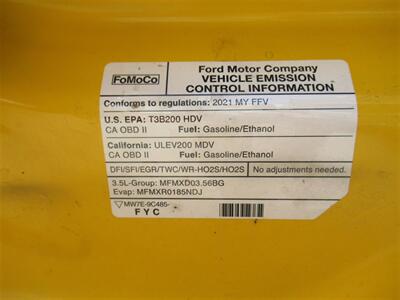 FoMoCo
Ford Motor Company
VEHICLE EMISSION
CONTROL INFORMATION
Conforms to regulations: 2021 MY FFV
U.S. EPA: T3B200 HDV
CA OBD II Fuel: Gasoline/Ethanol
California: ULEV200 MDV
CA OBD II Fuel: Gasoline/Ethanol
DFI/SFI/EGR/TWC/WR-HO2S/HO2S No adjustments needed.
3.5L-Group: MFMXD03.56BG
Evap: MFMXR0185NDJ
MW7E-9C485-
FYC